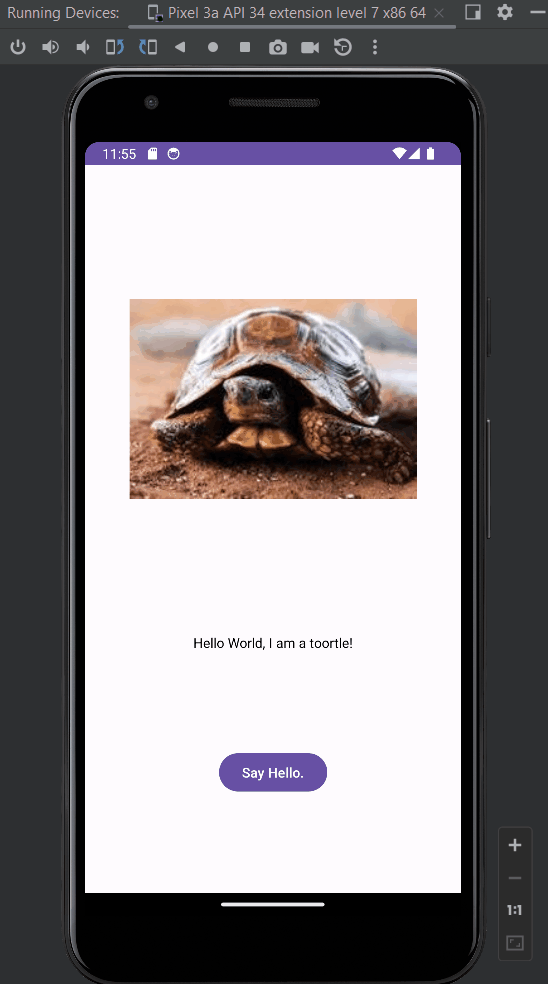 Running Devices: Pixel 3a API 34 extension level 7 x86 64
11:55
Hello World, I am a toortle!
Say Hello.
1:1